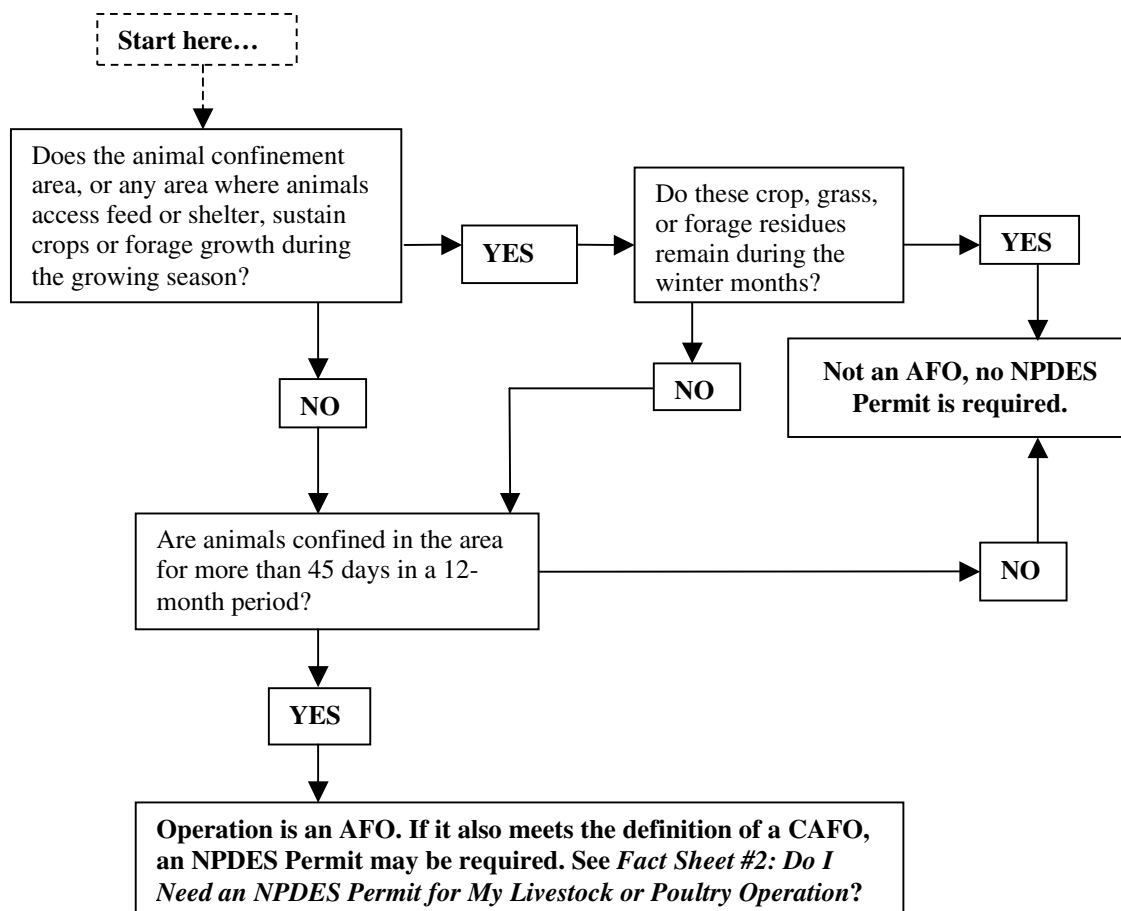 Start here…
Does the animal confinement
area, or any area where animals
access feed or shelter, sustain
crops or forage growth during
the growing season?
YES
Do these crop, grass,
or forage residues
remain during the
winter months?
YES
NO
NO
Not an AFO, no NPDES
Permit is required.
Are animals confined in the area
for more than 45 days in a 12-
month period?
NO
YES
Operation is an AFO. If it also meets the definition of a CAFO,
an NPDES Permit may be required. See Fact Sheet #2: Do I
Need an NPDES Permit for My Livestock or Poultry Operation?